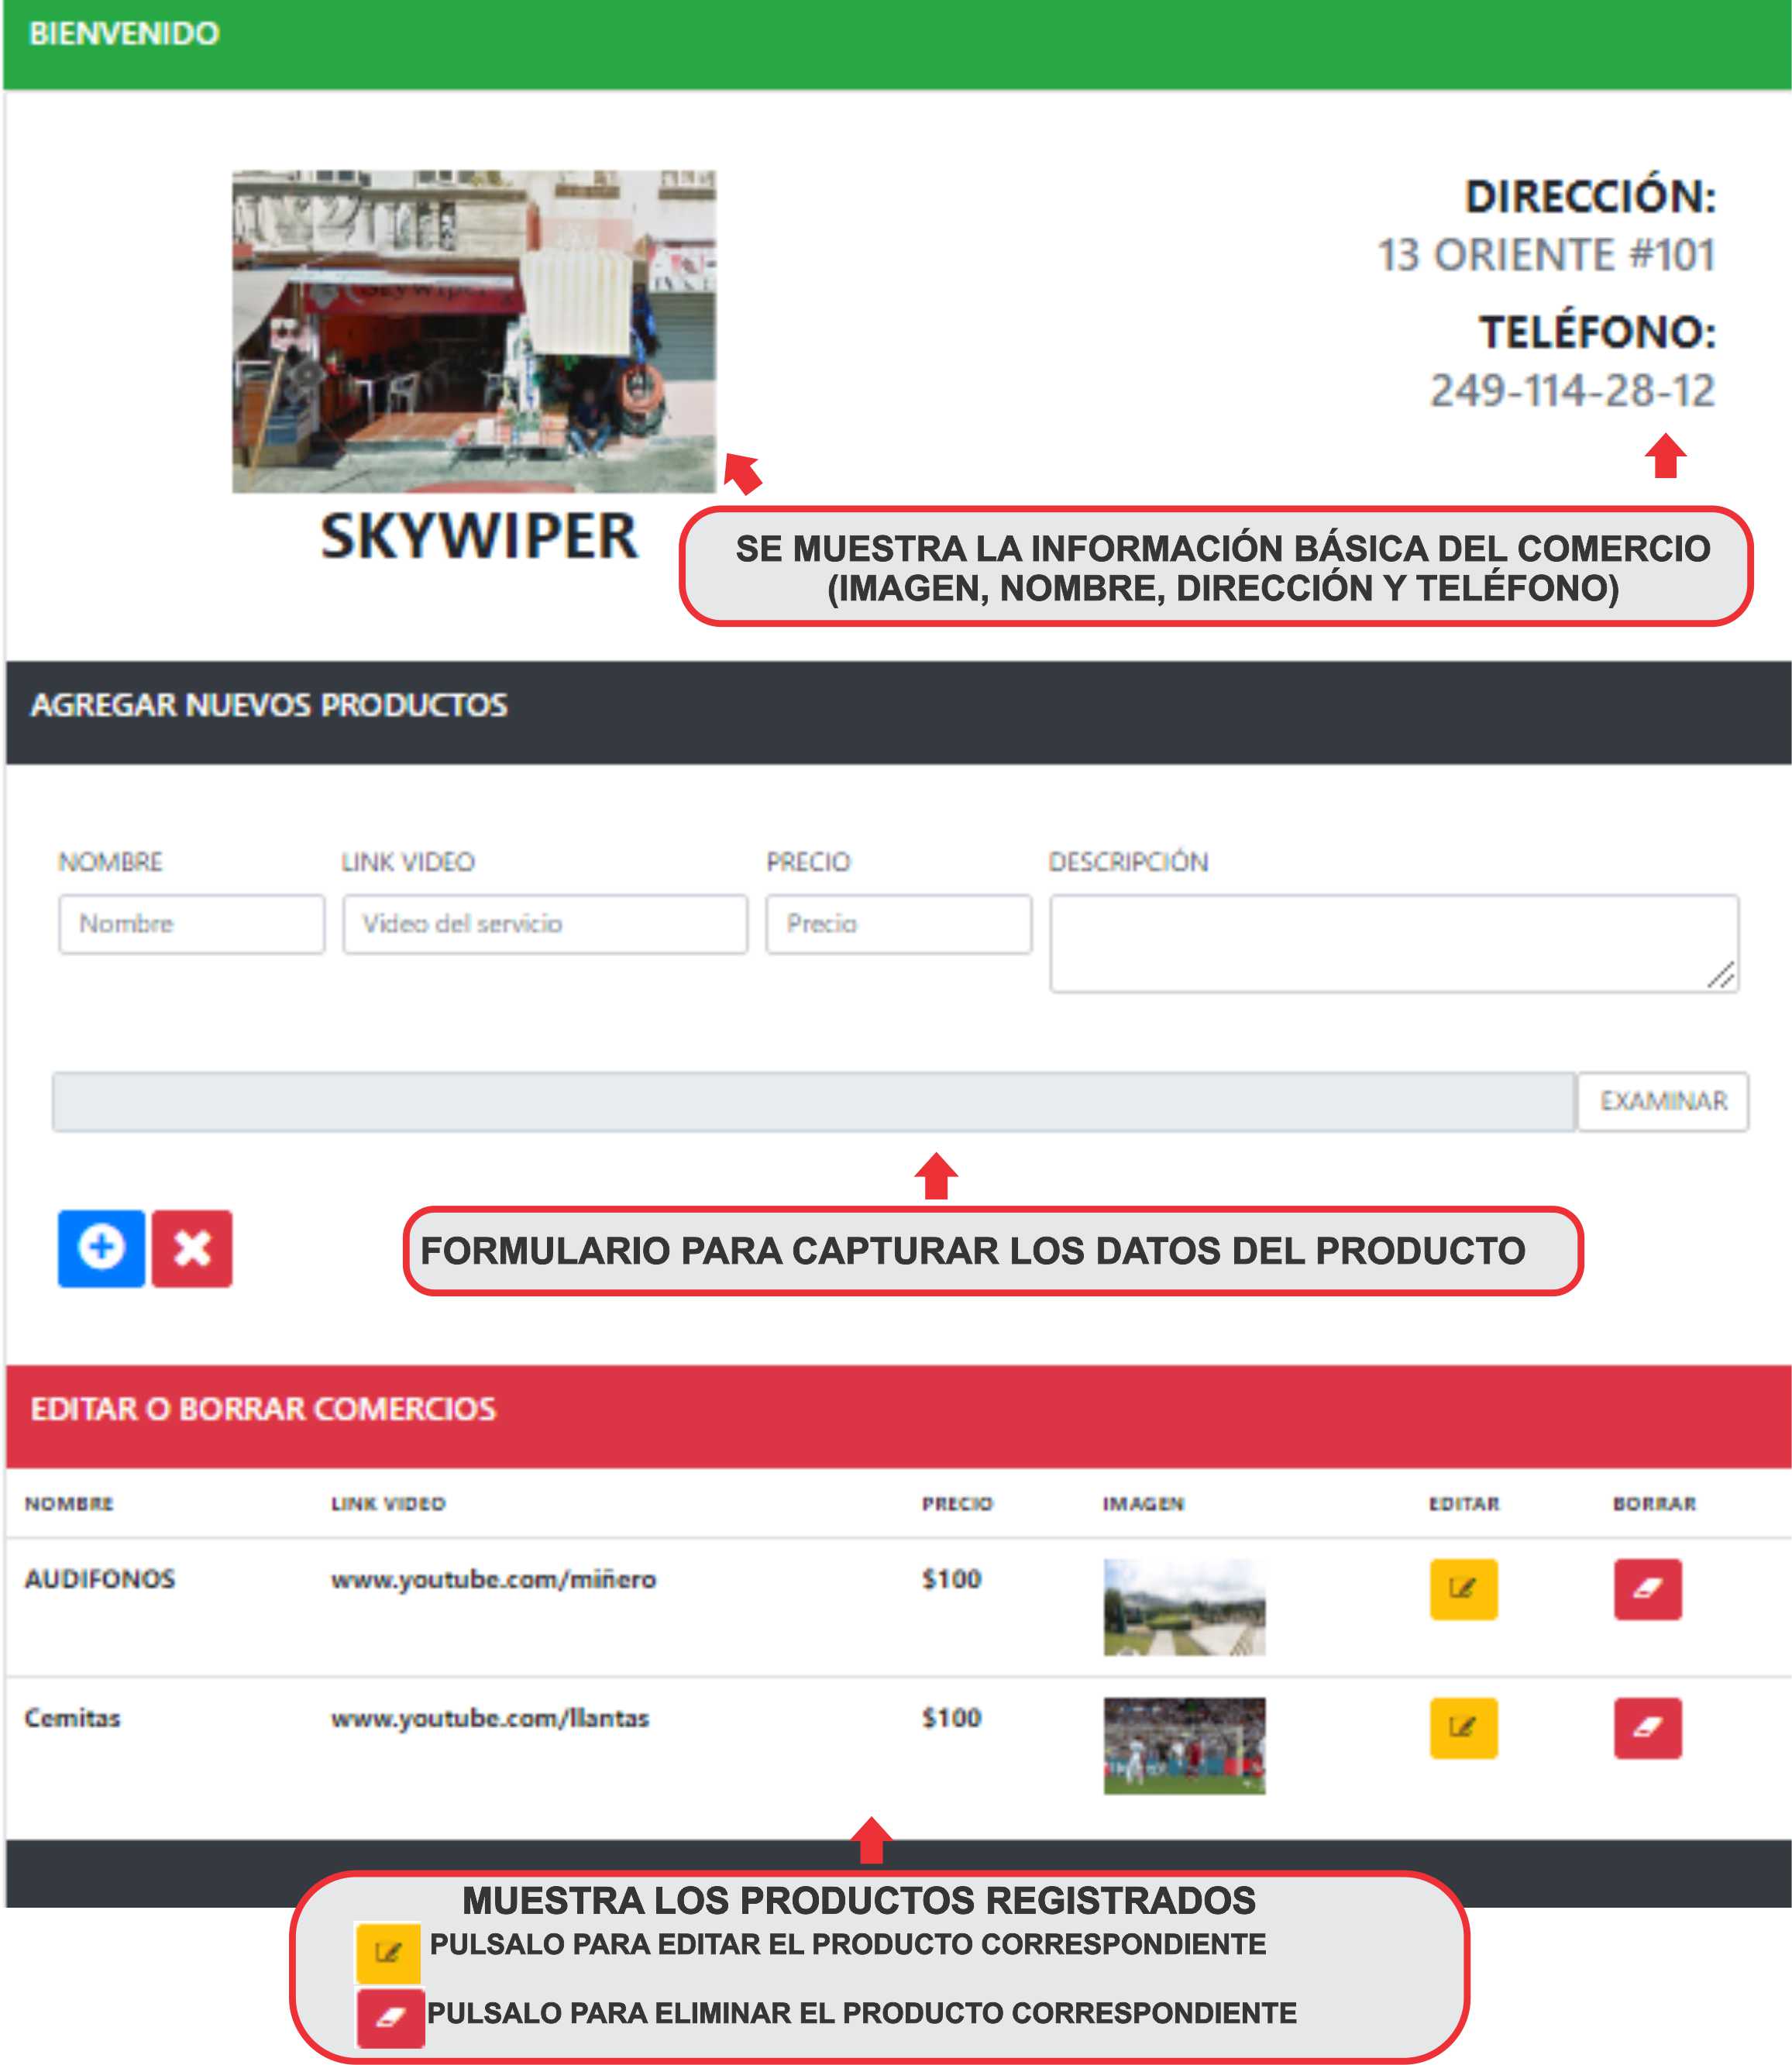 BIENVENIDO
Skywiper
SKYWIPER
DIRECCIÓN:
13 ORIENTE #101
TELÉFONO:
249-114-28-12
SE MUESTRA LA INFORMACIÓN BÁSICA DEL COMERCIO
(IMAGEN, NOMBRE, DIRECCIÓN Y TELÉFONO)
AGREGAR NUEVOS PRODUCTOS
NOMBRE LINK VIDEO PRECIO DESCRIPCIÓN
Nombre Video del servicio Precio
EXAMINAR
FORMULARIO PARA CAPTURAR LOS DATOS DEL PRODUCTO
EDITAR O BORRAR COMERCIOS
NOMBRE LINK VIDEO PRECIO IMAGEN EDITAR BORRAR
AUDIFONOS www.youtube.com/miñero $100
Cemitas www.youtube.com/llantas $100
MUESTRA LOS PRODUCTOS REGISTRADOS
PULSALO PARA EDITAR EL PRODUCTO CORRESPONDIENTE
PULSALO PARA ELIMINAR EL PRODUCTO CORRESPONDIENTE